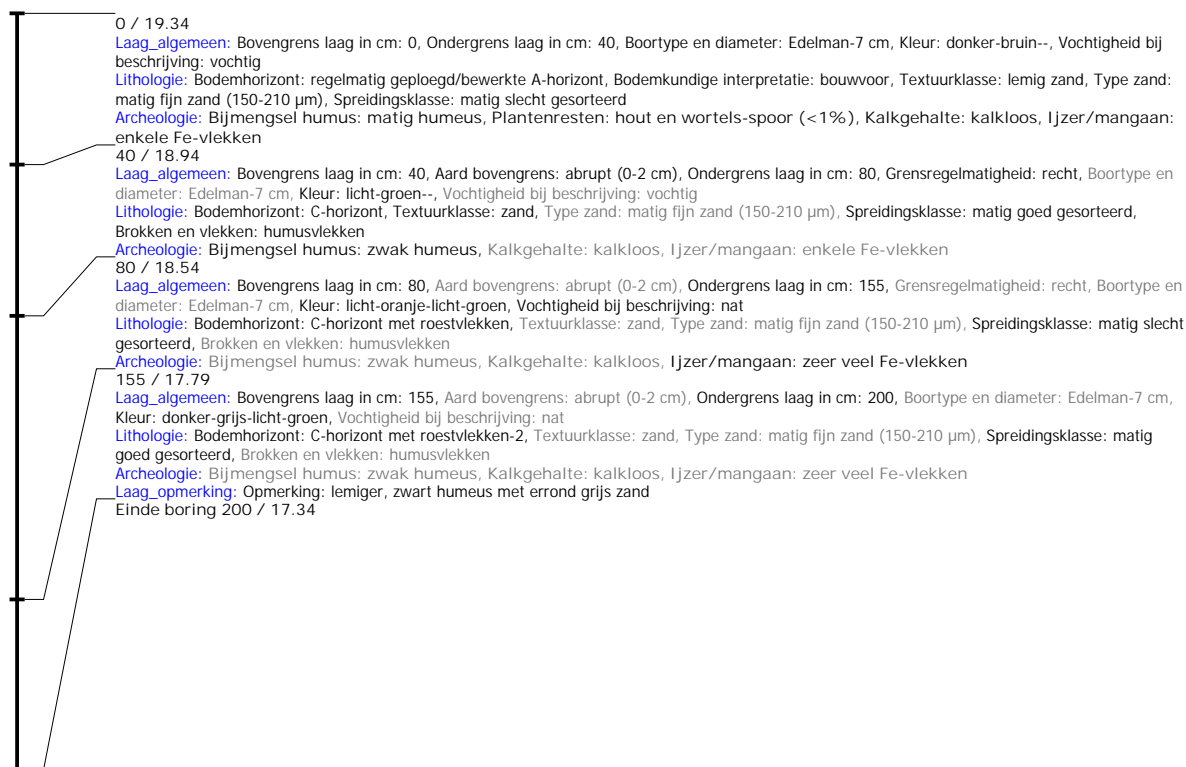 0 / 19.34
Laag_algemeen: Bovengrens laag in cm: 0, Ondergrens laag in cm: 40, Boortype en diameter: Edelman-7 cm, Kleur: donker-bruin--, Vochtigheid bij
beschrijving: vochtig
Lithologie: Bodemhorizont: regelmatig geploegd/bewerkte A-horizont, Bodemkundige interpretatie: bouwvoor, Textuurklasse: lemig zand, Type zand:
matig fijn zand (150-210 µm), Spreidingsklasse: matig slecht gesorteerd
Archeologie: Bijmengsel humus: matig humeus, Plantenresten: hout en wortels-spoor (<1%), Kalkgehalte: kalkloos, Ijzer/mangaan:
enkele Fe-vlekken
40 / 18.94
Laag_algemeen: Bovengrens laag in cm: 40, Aard bovengrens: abrupt (0-2 cm), Ondergrens laag in cm: 80, Grensregelmatigheid: recht, Boortype en
diameter: Edelman-7 cm, Kleur: licht-groen--, Vochtigheid bij beschrijving: vochtig
Lithologie: Bodemhorizont: C-horizont, Textuurklasse: zand, Type zand: matig fijn zand (150-210 µm), Spreidingsklasse: matig goed gesorteerd,
Brokken en vlekken: humusvlekken
Archeologie: Bijmengsel humus: zwak humeus, Kalkgehalte: kalkloos, Ijzer/mangaan: enkele Fe-vlekken
80 / 18.54
Laag_algemeen: Bovengrens laag in cm: 80, Aard bovengrens: abrupt (0-2 cm), Ondergrens laag in cm: 155, Grensregelmatigheid: recht, Boortype en
diameter: Edelman-7 cm, Kleur: licht-oranje-licht-groen, Vochtigheid bij beschrijving: nat
Lithologie: Bodemhorizont: C-horizont met roestvlekken, Textuurklasse: zand, Type zand: matig fijn zand (150-210 µm), Spreidingsklasse: matig slecht
gesorteerd, Brokken en vlekken: humusvlekken
Archeologie: Bijmengsel humus: zwak humeus, Kalkgehalte: kalkloos, Ijzer/mangaan: zeer veel Fe-vlekken
155 / 17.79
Laag_algemeen: Bovengrens laag in cm: 155, Aard bovengrens: abrupt (0-2 cm), Ondergrens laag in cm: 200, Boortype en diameter: Edelman-7 cm,
Kleur: donker-grijs-licht-groen, Vochtigheid bij beschrijving: nat
Lithologie: Bodemhorizont: C-horizont met roestvlekken-2, Textuurklasse: zand, Type zand: matig fijn zand (150-210 µm), Spreidingsklasse: matig
goed gesorteerd, Brokken en vlekken: humusvlekken
Archeologie: Bijmengsel humus: zwak humeus, Kalkgehalte: kalkloos, Ijzer/mangaan: zeer veel Fe-vlekken
Laag_opmerking: Opmerking: lemiger, zwart humeus met errond grijs zand
Einde boring 200 / 17.34